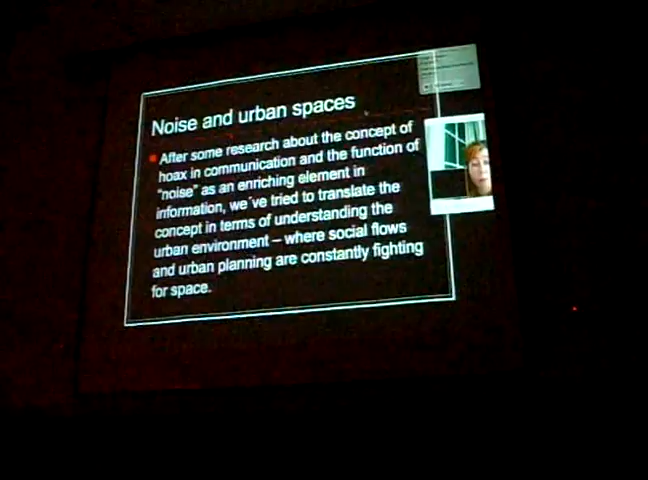 Noise and urban spaces
After some research about the concept of
hoax in communication and the function of
"noise" as an enriching element in
information, we´ve tried to translate the
concept in terms of understanding the
urban environment – where social flows
and urban planning are constantly fighting
for space.